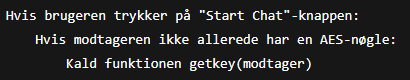 Hvis brugeren trykker på "Start Chat"-knappen:
Hvis modtageren ikke allerede har en AES-nøgle:
Kald funktionen getkey(modtager)